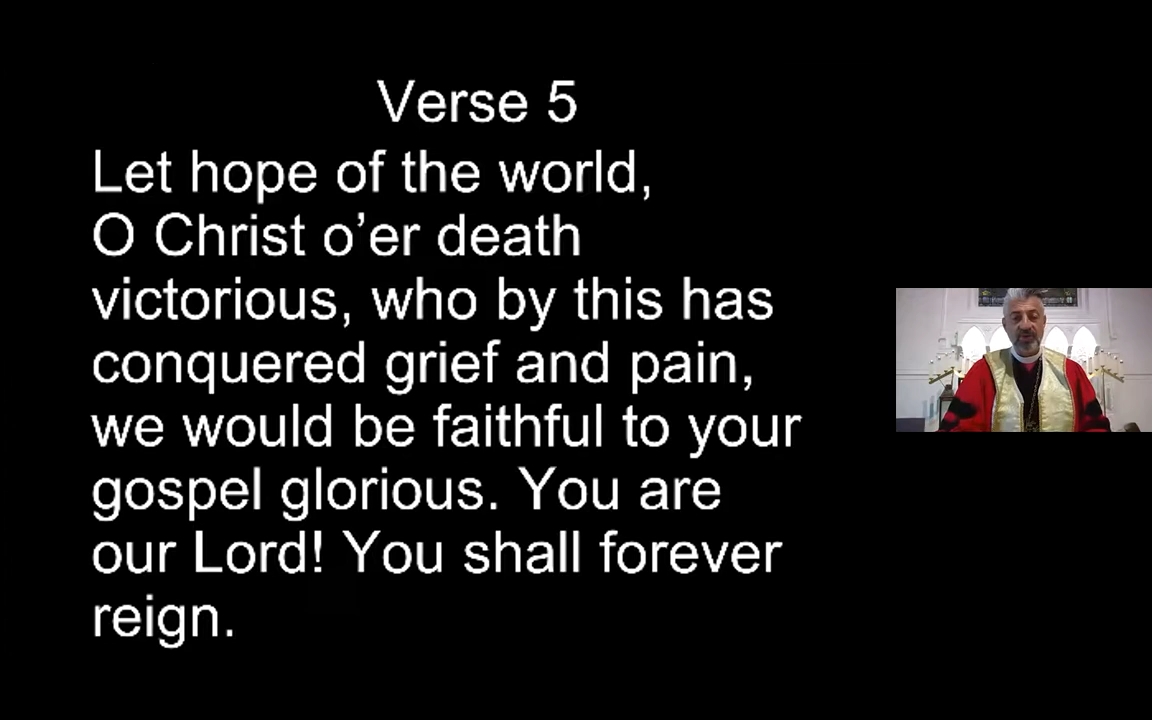 Verse 5
Let hope of the world,
O Christ o’er death
victorious, who by this has
conquered grief and pain,
we would be faithful to your
gospel glorious. You are
our Lord! You shall forever
reign.